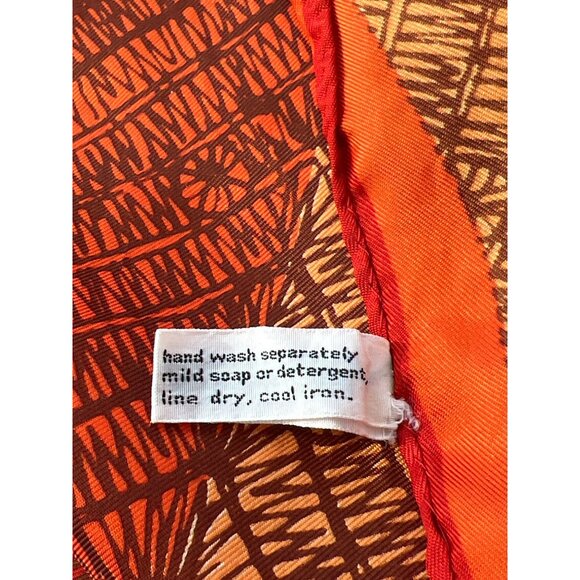 hand wash separately
mild soap or detergent,
line dry, cool iron.